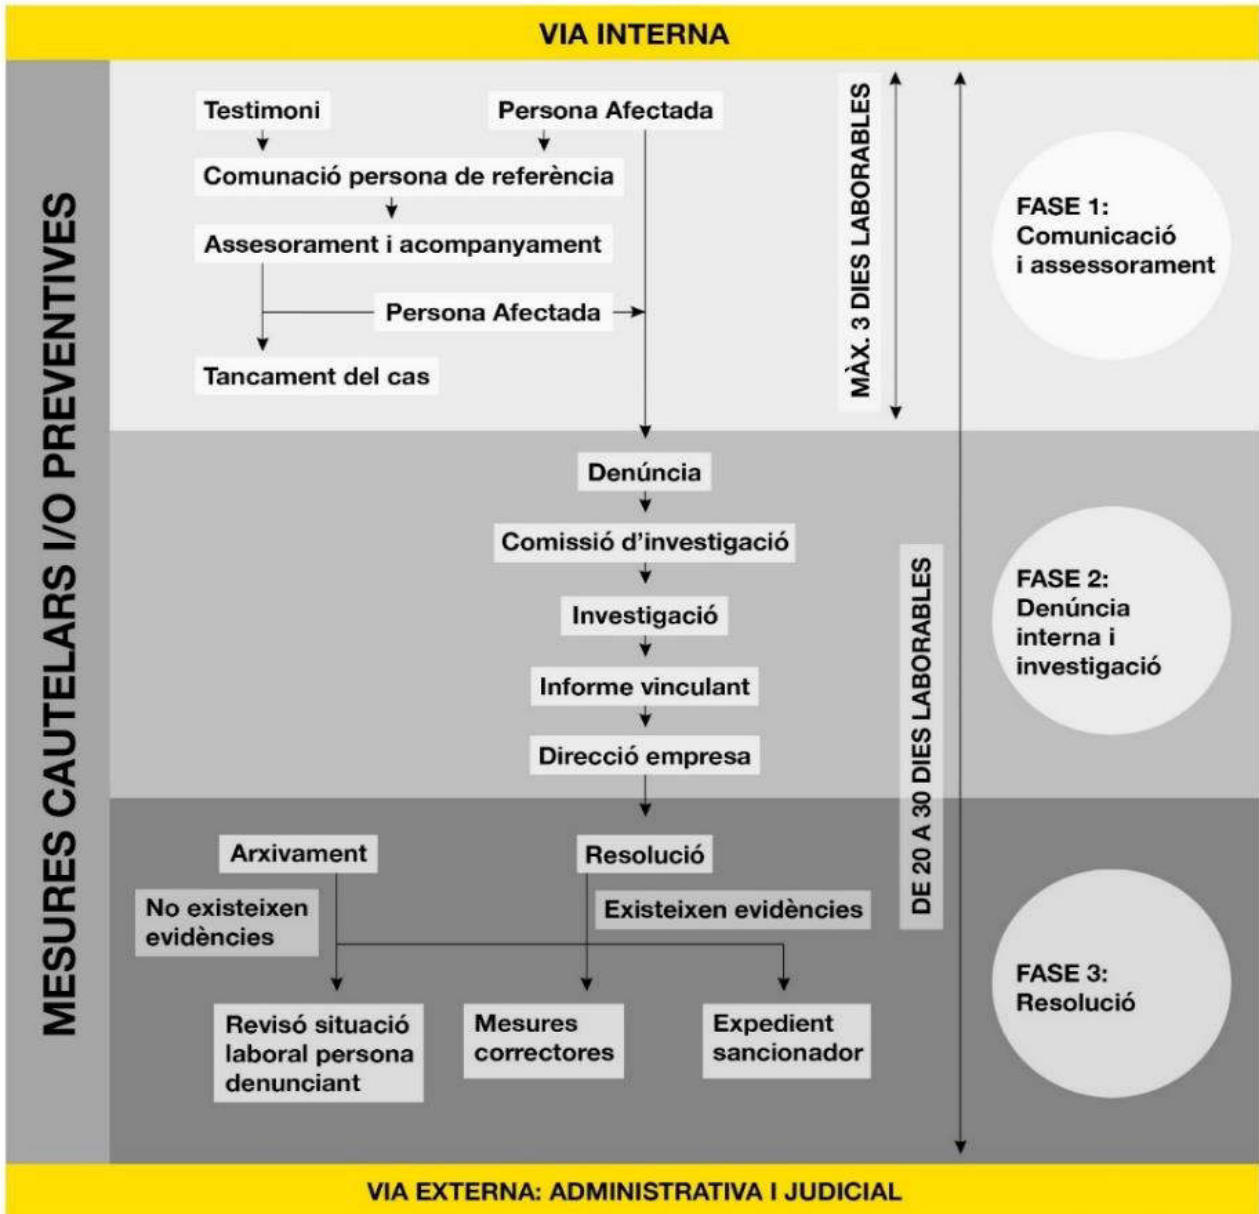 VIA INTERNA
MESURES CAUTELARS I/O PREVENTIVES
Testimoni
Persona Afectada
Comunació persona de referència
Assesorament i acompanyament
Persona Afectada
Tancament del cas
MÀX. 3 DIES LABORABLES
FASE 1:
Comunicació
i assessorament
Denúncia
Comissió d’investigació
Investigació
Informe vinculant
Direcció empresa
DE 20 A 30 DIES LABORABLES
FASE 2:
Denúncia
interna i
investigació
Arxivament
Resolució
No existeixen
evidències
Existeixen evidències
Revisó situació
laboral persona
denunciant
Mesures
correctores
Expedient
sancionador
FASE 3:
Resolució
VIA EXTERNA: ADMINISTRATIVA I JUDICIAL